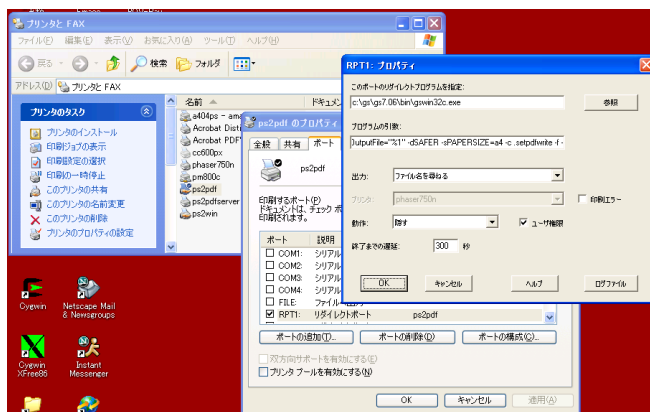 プリンタと FAX
ファイル(F) 編集(E) 表示(V) お気に入り(A) ツール(T) ヘルプ(H)
戻る 検索 フォルダ
アドレス(D) プリンタと FAX
プリンタのタスク
プリンタのインストール
印刷ジョブの表示
印刷設定の選択
印刷の一時停止
このプリンタの共有
このプリンタの名前変更
このプリンタの削除
プリンタのプロパティの設定
名前
ドキュメン
a404ps - ama
Acrobat Disti
Acrobat PDF
cc600px
phaser750n
pm800c
ps2pdf
ps2pdfserver
ps2win
ps2pdf のプロパティ
全般 共有 ポート
ps2pdf
印刷するポート(P)
ドキュメントは、チェック ボ
印刷されます。
ポート 説明
COM1: シリアル
COM2: シリアル
COM3: シリアル
COM4: シリアル
FILE: ファイル
RPT1: リダイレクトポート ps2pdf
ポートの追加(T)... ポートの削除(D) ポートの構成(C)...
双方向サポートを有効にする(E)
プリンタ プールを有効にする(N)
OK キャンセル 適用(A)
RPT1: プロパティ
このポートのリダイレクトプログラムを指定:
c:\gs\gs7.06\bin\gswin32c.exe 参照
プログラムの引数:
OutputFile="%1" -dSAFER -sPAPERSIZE=a4 -c .setpdfwrite -f -
出力: ファイル名を尋ねる
プリンタ: phaser750n 印刷エラー
動作: 隠す ユーザ権限
終了までの遅延: 300 秒
OK キャンセル ヘルプ ログファイル
Cygwin
Netscape Mail
& Newsgroups
Cygwin
XFree86
Instant
Messenger